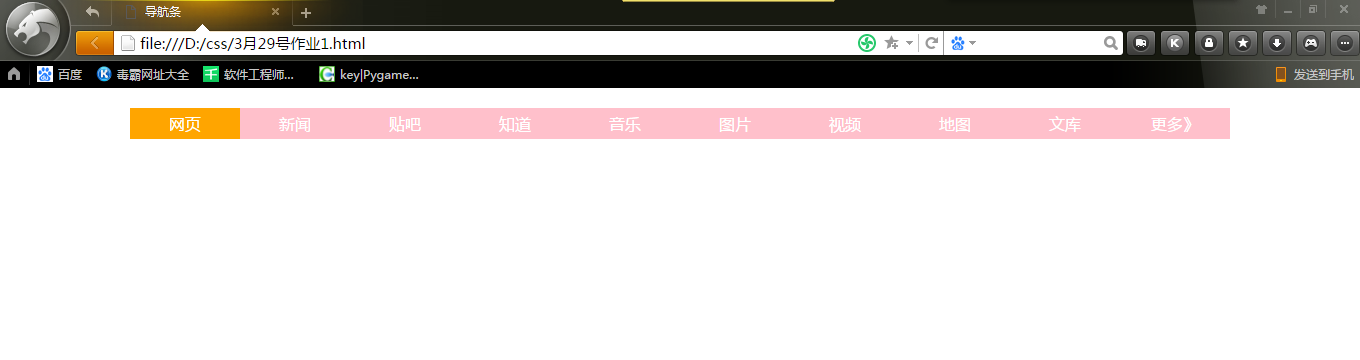 导航条
file:///D:/css/3月29号作业1.html
百度 毒霸网址大全 软件工程师... key|Pygame... 发送到手机
网页 新闻 贴吧 知道 音乐 图片 视频 地图 文库 更多》